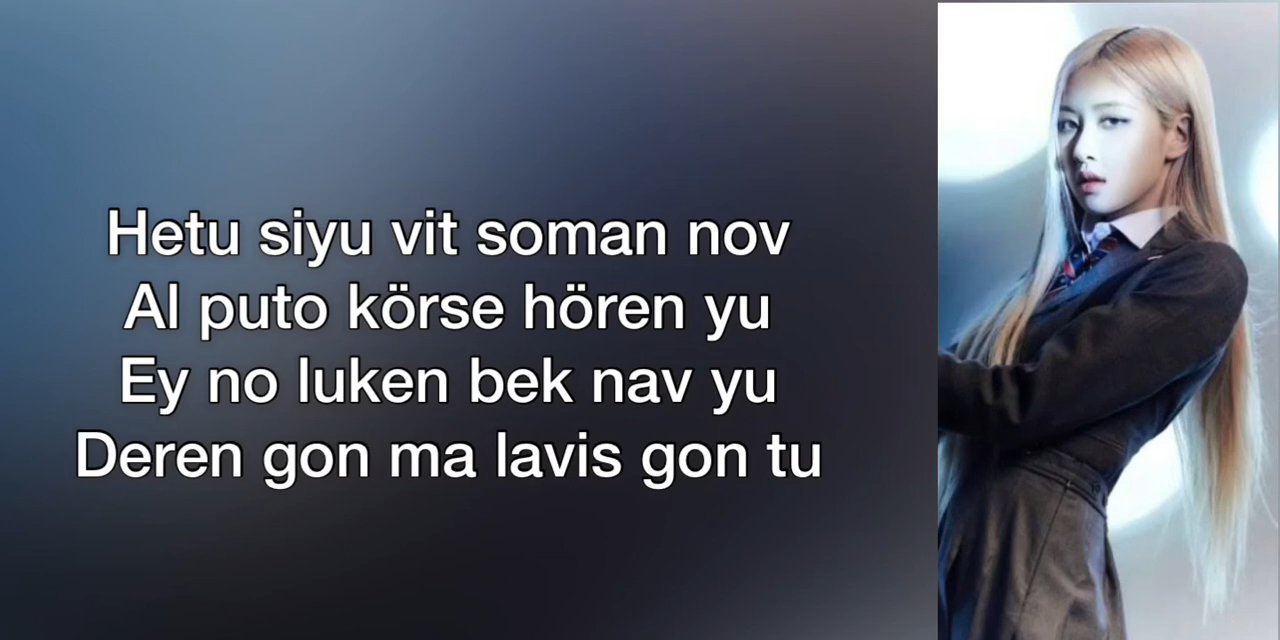 Hetu siyu vit soman nov
Al puto körse hören yu
Ey no luken bek nav yu
Deren gon ma lavis gon tu